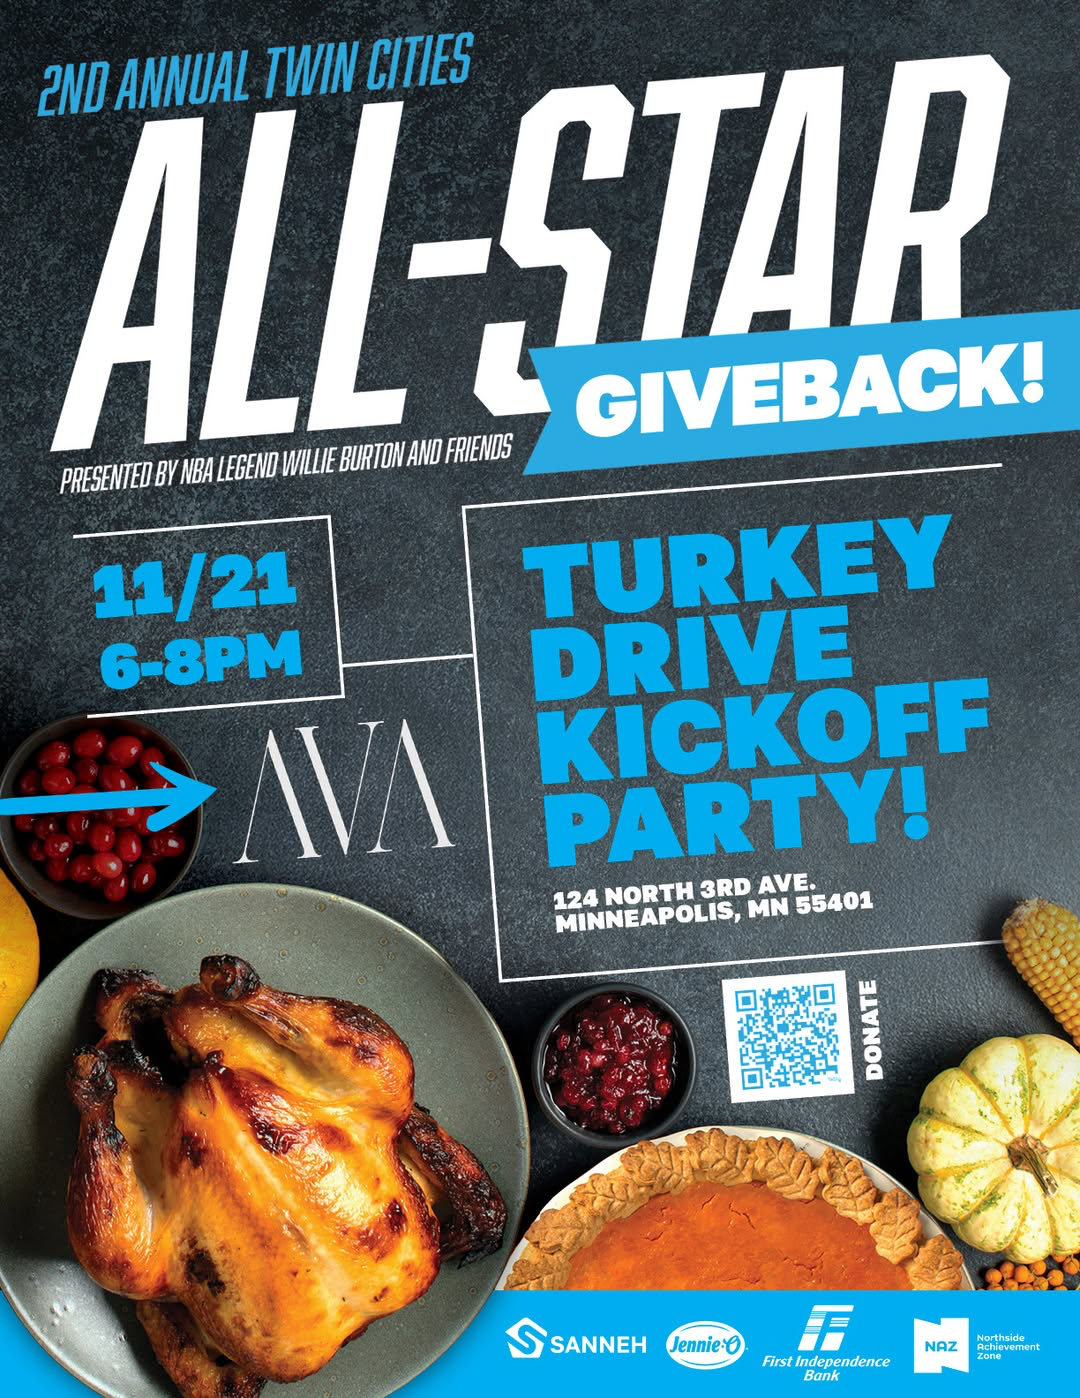 2ND ANNUAL TWIN CITIES
ALL-STAR
GIVEBACK!
PRESENTED BY NBA LEGEND WILLIE BURTON AND FRIENDS
11/21
6-8PM
AVA
TURKEY
DRIVE
KICKOFF
PARTY!
124 NORTH 3RD AVE.
MINNEAPOLIS, MN 55401
DONATE
SANNEH
Jennie-O
First Independence
Bank
NAZ
Northside
Achievement
Zone